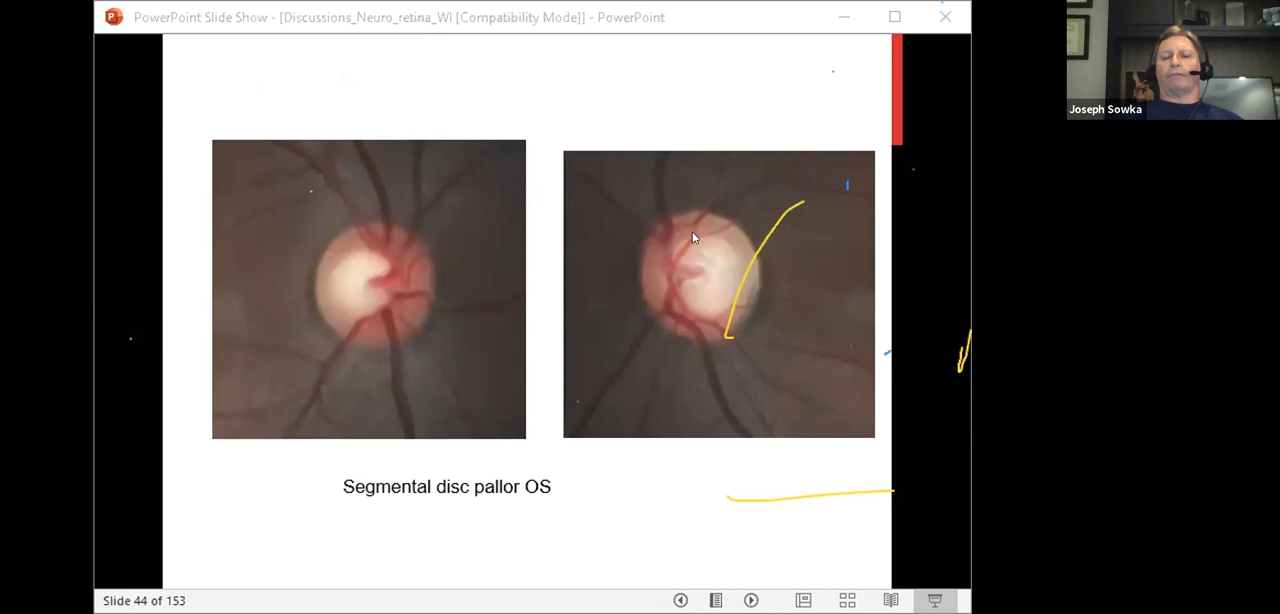 PowerPoint Slide Show - [Discussions_Neuro_retina_WI [Compatibility Mode]] - PowerPoint
Joseph Sowka
Segmental disc pallor OS
Slide 44 of 153